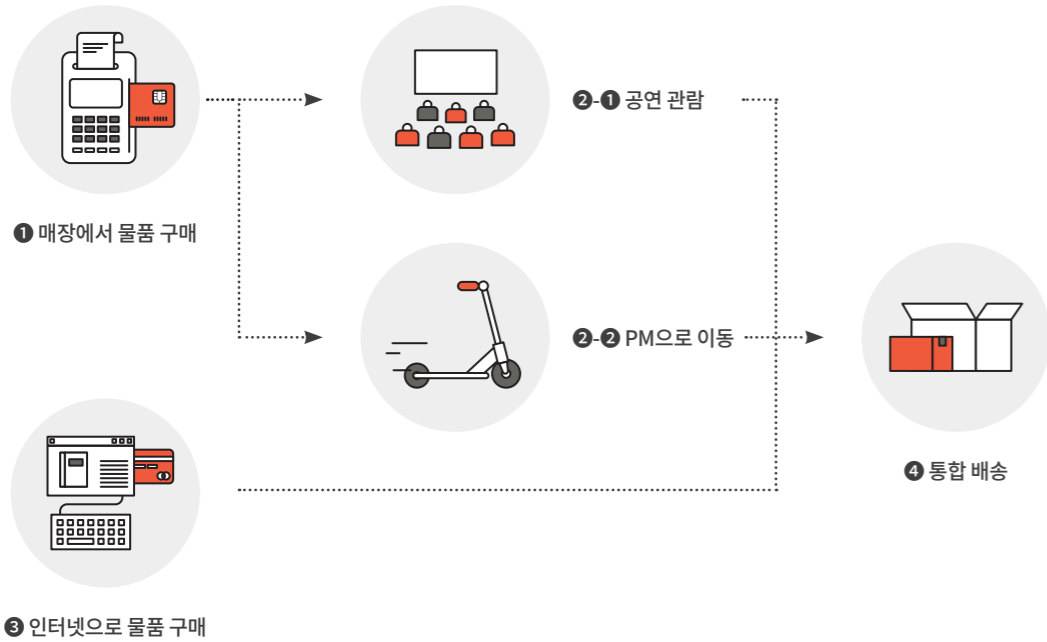 ❶ 매장에서 물품 구매
❷-❶ 공연 관람
❷-❷ PM으로 이동
❸ 인터넷으로 물품 구매
❹ 통합 배송